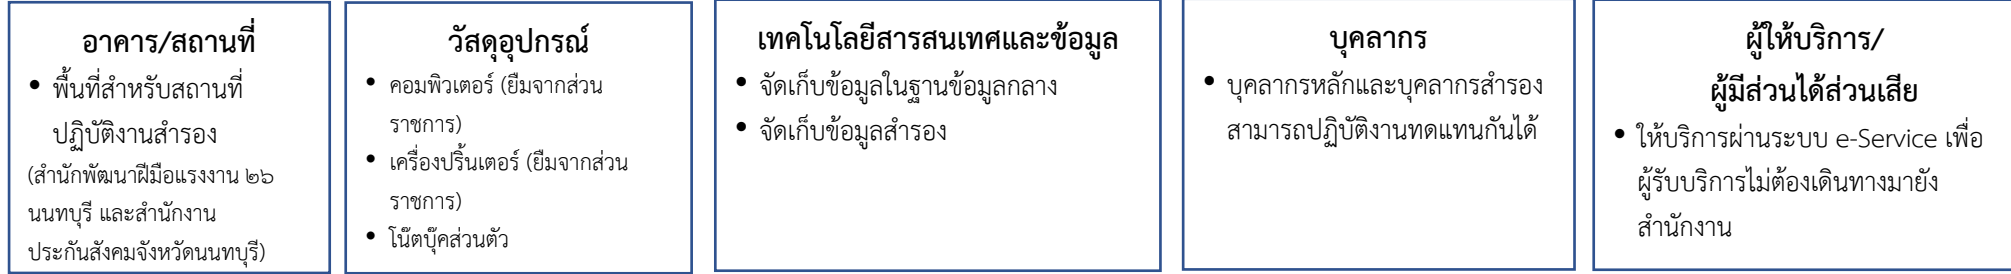 อาคาร/สถานที่
• พื้นที่สำหรับสถานที่
ปฏิบัติงานสำรอง
(สำนักพัฒนาฝีมือแรงงาน ๒๖
นนทบุรี และสำนักงาน
ประกันสังคมจังหวัดนนทบุรี)
วัสดุอุปกรณ์
• คอมพิวเตอร์ (ยืมจากส่วน
ราชการ)
• เครื่องปริ้นเตอร์ (ยืมจากส่วน
ราชการ)
• โน๊ตบุ๊คส่วนตัว
เทคโนโลยีสารสนเทศและข้อมูล
• จัดเก็บข้อมูลในฐานข้อมูลกลาง
• จัดเก็บข้อมูลสำรอง
บุคลากร
• บุคลากรหลักและบุคลากรสำรอง
สามารถปฏิบัติงานทดแทนกันได้
ผู้ให้บริการ/
ผู้มีส่วนได้ส่วนเสีย
• ให้บริการผ่านระบบ e-Service เพื่อ
ผู้รับบริการไม่ต้องเดินทางมายัง
สำนักงาน